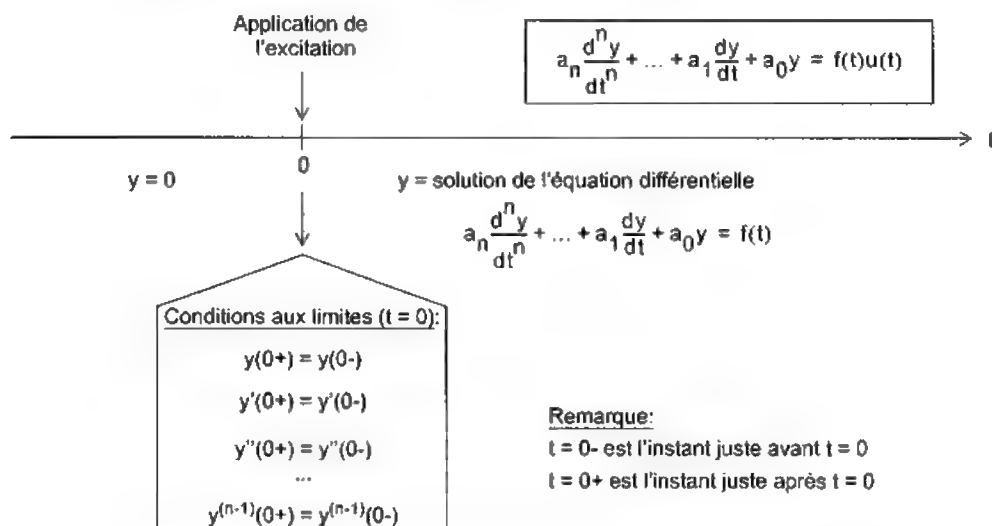 Application de
l'excitation
a_n d^n y/dt^n + ... + a_1 dy/dt + a_0 y = f(t)u(t)
0
y = 0
y = solution de l'équation différentielle
a_n d^n y/dt^n + ... + a_1 dy/dt + a_0 y = f(t)
Conditions aux limites (t = 0):
y(0+) = y(0-)
y'(0+) = y'(0-)
y''(0+) = y''(0-)
...
y^(n-1)(0+) = y^(n-1)(0-)
Remarque:
t = 0- est l'instant juste avant t = 0
t = 0+ est l'instant juste après t = 0